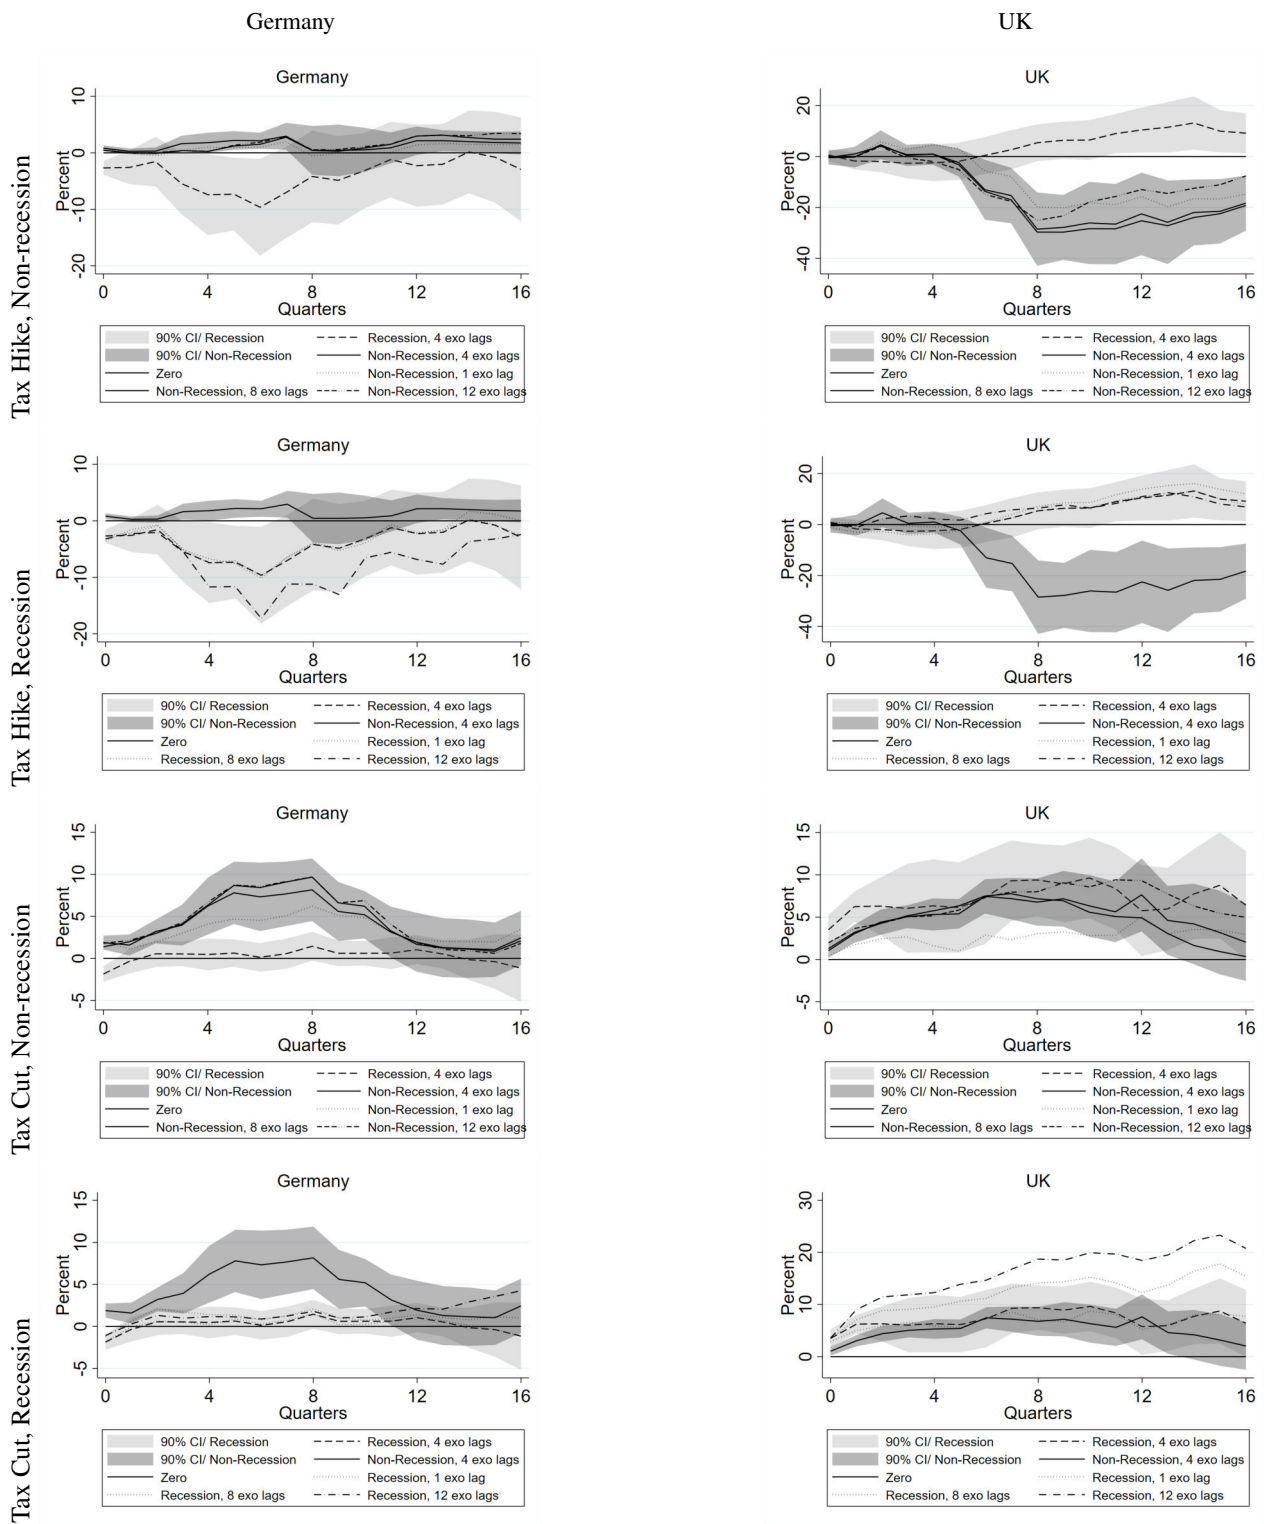 Germany UK
Tax Hike, Non-recession
Germany
Percent
10
0
-10
-20
0 4 8 12 16
Quarters
90% CI/ Recession Recession, 4 exo lags
90% CI/ Non-Recession Non-Recession, 4 exo lags
Zero Non-Recession, 1 exo lag
Non-Recession, 8 exo lags Non-Recession, 12 exo lags
UK
Percent
20
0
-20
-40
0 4 8 12 16
Quarters
90% CI/ Recession Recession, 4 exo lags
90% CI/ Non-Recession Non-Recession, 4 exo lags
Zero Non-Recession, 1 exo lag
Non-Recession, 8 exo lags Non-Recession, 12 exo lags
Tax Hike, Recession
Germany
Percent
10
0
-10
-20
0 4 8 12 16
Quarters
90% CI/ Recession Recession, 4 exo lags
90% CI/ Non-Recession Non-Recession, 4 exo lags
Zero Recession, 1 exo lag
Recession, 8 exo lags Recession, 12 exo lags
UK
Percent
20
0
-20
-40
0 4 8 12 16
Quarters
90% CI/ Recession Recession, 4 exo lags
90% CI/ Non-Recession Non-Recession, 4 exo lags
Zero Recession, 1 exo lag
Recession, 8 exo lags Recession, 12 exo lags
Tax Cut, Non-recession
Germany
Percent
15
10
5
0
-5
0 4 8 12 16
Quarters
90% CI/ Recession Recession, 4 exo lags
90% CI/ Non-Recession Non-Recession, 4 exo lags
Zero Non-Recession, 1 exo lag
Non-Recession, 8 exo lags Non-Recession, 12 exo lags
UK
Percent
15
10
5
0
-5
0 4 8 12 16
Quarters
90% CI/ Recession Recession, 4 exo lags
90% CI/ Non-Recession Non-Recession, 4 exo lags
Zero Non-Recession, 1 exo lag
Non-Recession, 8 exo lags Non-Recession, 12 exo lags
Tax Cut, Recession
Germany
Percent
15
10
5
0
-5
0 4 8 12 16
Quarters
90% CI/ Recession Recession, 4 exo lags
90% CI/ Non-Recession Non-Recession, 4 exo lags
Zero Recession, 1 exo lag
Recession, 8 exo lags Recession, 12 exo lags
UK
Percent
30
20
10
0
0 4 8 12 16
Quarters
90% CI/ Recession Recession, 4 exo lags
90% CI/ Non-Recession Non-Recession, 4 exo lags
Zero Recession, 1 exo lag
Recession, 8 exo lags Recession, 12 exo lags